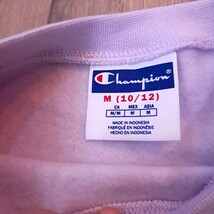 Champion
M (10/12)
CA MEX ASIA
M/M M M
MADE IN INDONESIA
FABRIQUÉ EN INDONÉSIE
HECHO EN INDONESIA